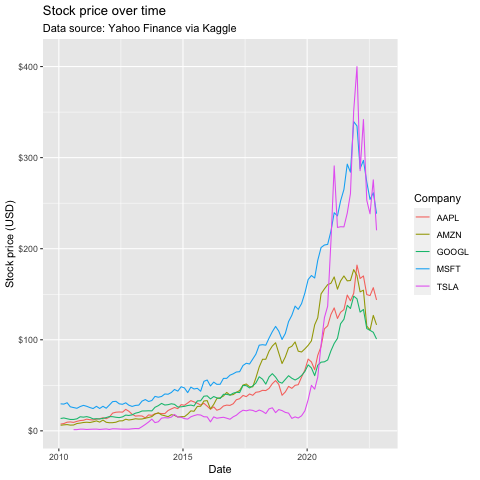 Stock price over time
Data source: Yahoo Finance via Kaggle
$400
$300
$200
$100
$0
Stock price (USD)
2010
2015
2020
Date
Company
AAPL
AMZN
GOOGL
MSFT
TSLA